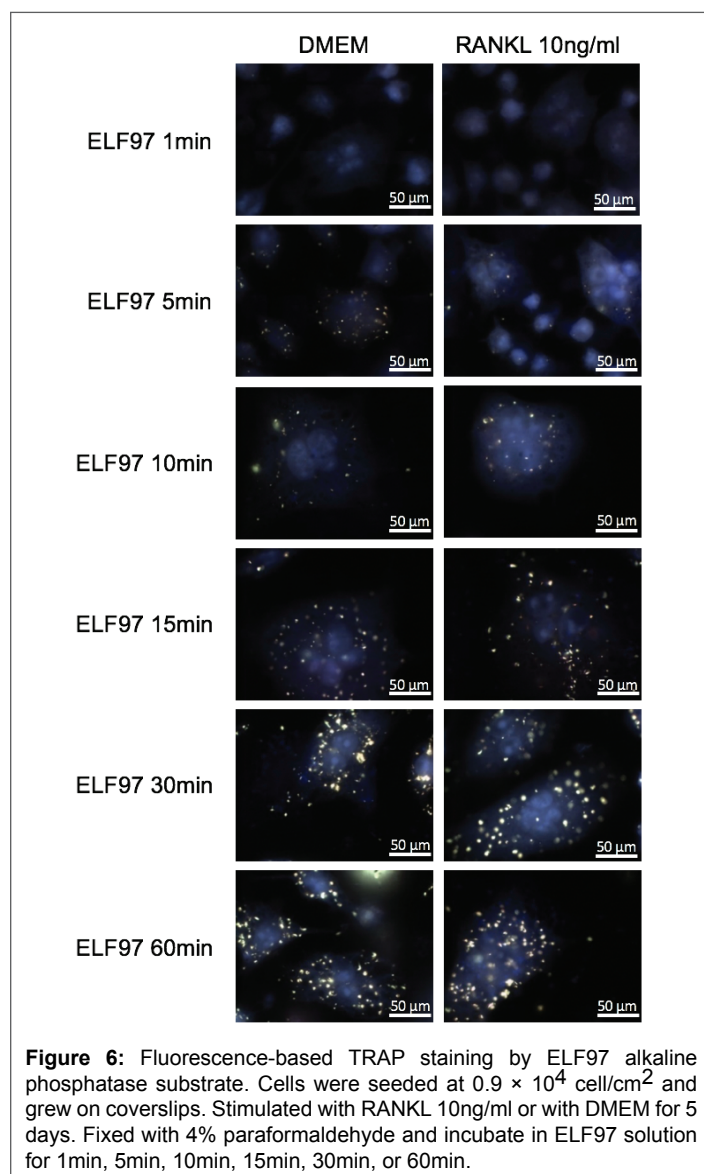 DMEM RANKL 10ng/ml
ELF97 1min
50 µm 50 µm
ELF97 5min
50 µm 50 µm
ELF97 10min
50 µm 50 µm
ELF97 15min
50 µm 50 µm
ELF97 30min
50 µm 50 µm
ELF97 60min
50 µm 50 µm
Figure 6: Fluorescence-based TRAP staining by ELF97 alkaline
phosphatase substrate. Cells were seeded at 0.9 × 10⁴ cell/cm² and
grew on coverslips. Stimulated with RANKL 10ng/ml or with DMEM for 5
days. Fixed with 4% paraformaldehyde and incubate in ELF97 solution
for 1min, 5min, 10min, 15min, 30min, or 60min.